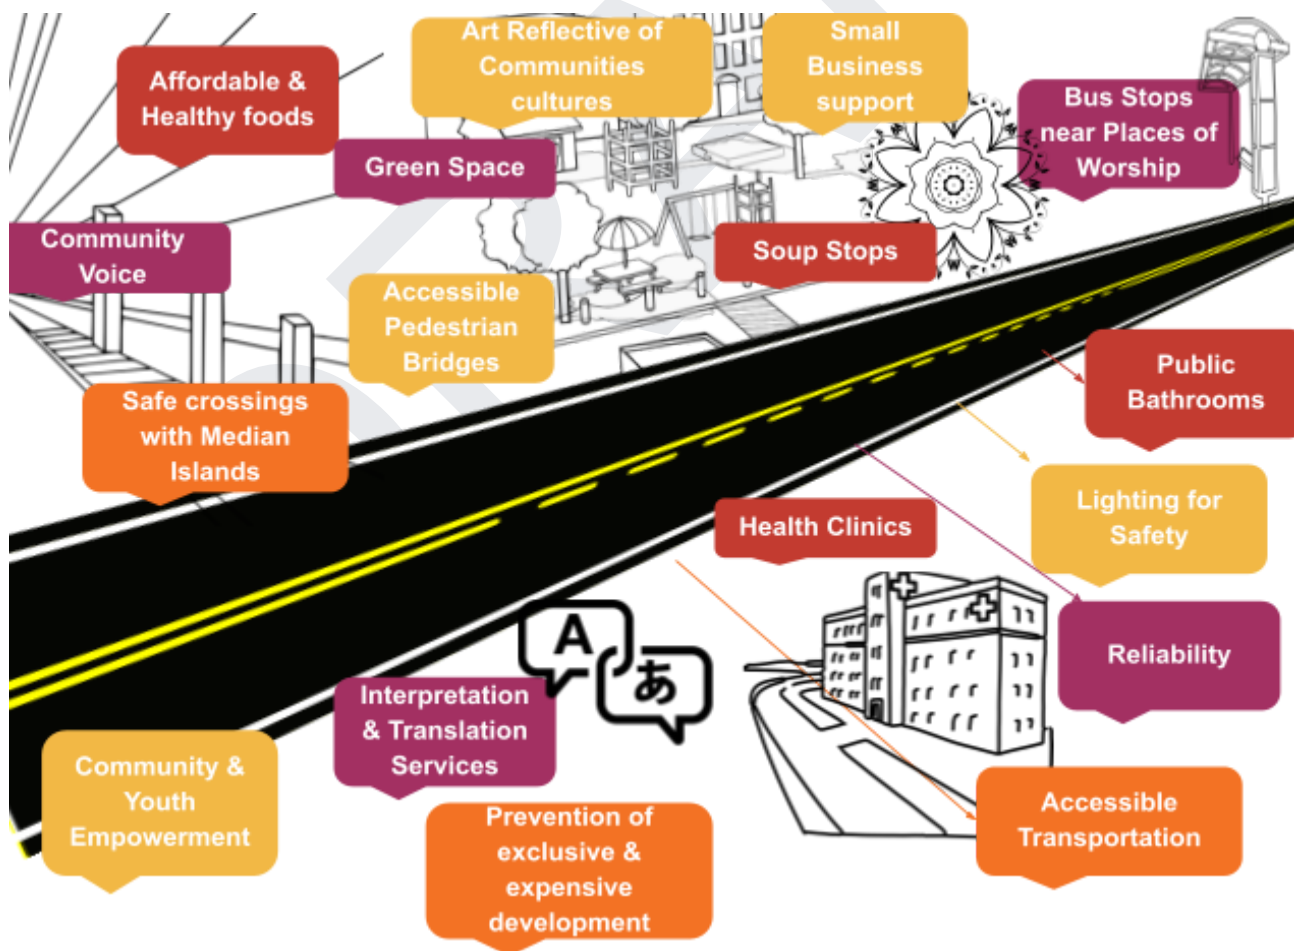 Art Reflective of
Communities
cultures
Small
Business
support
Affordable &
Healthy foods
Bus Stops
near Places of
Worship
Green Space
Community
Voice
Soup Stops
Accessible
Pedestrian
Bridges
Public
Bathrooms
Safe crossings
with Median
Islands
Lighting for
Safety
Health Clinics
A
あ
Reliability
Interpretation
& Translation
Services
Community &
Youth
Empowerment
Accessible
Transportation
Prevention of
exclusive &
expensive
development